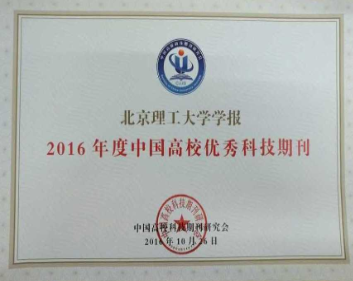 北京理工大学学报
2016年度中国高校优秀科技期刊
中国高校科技期刊研究会
2016年10月16日